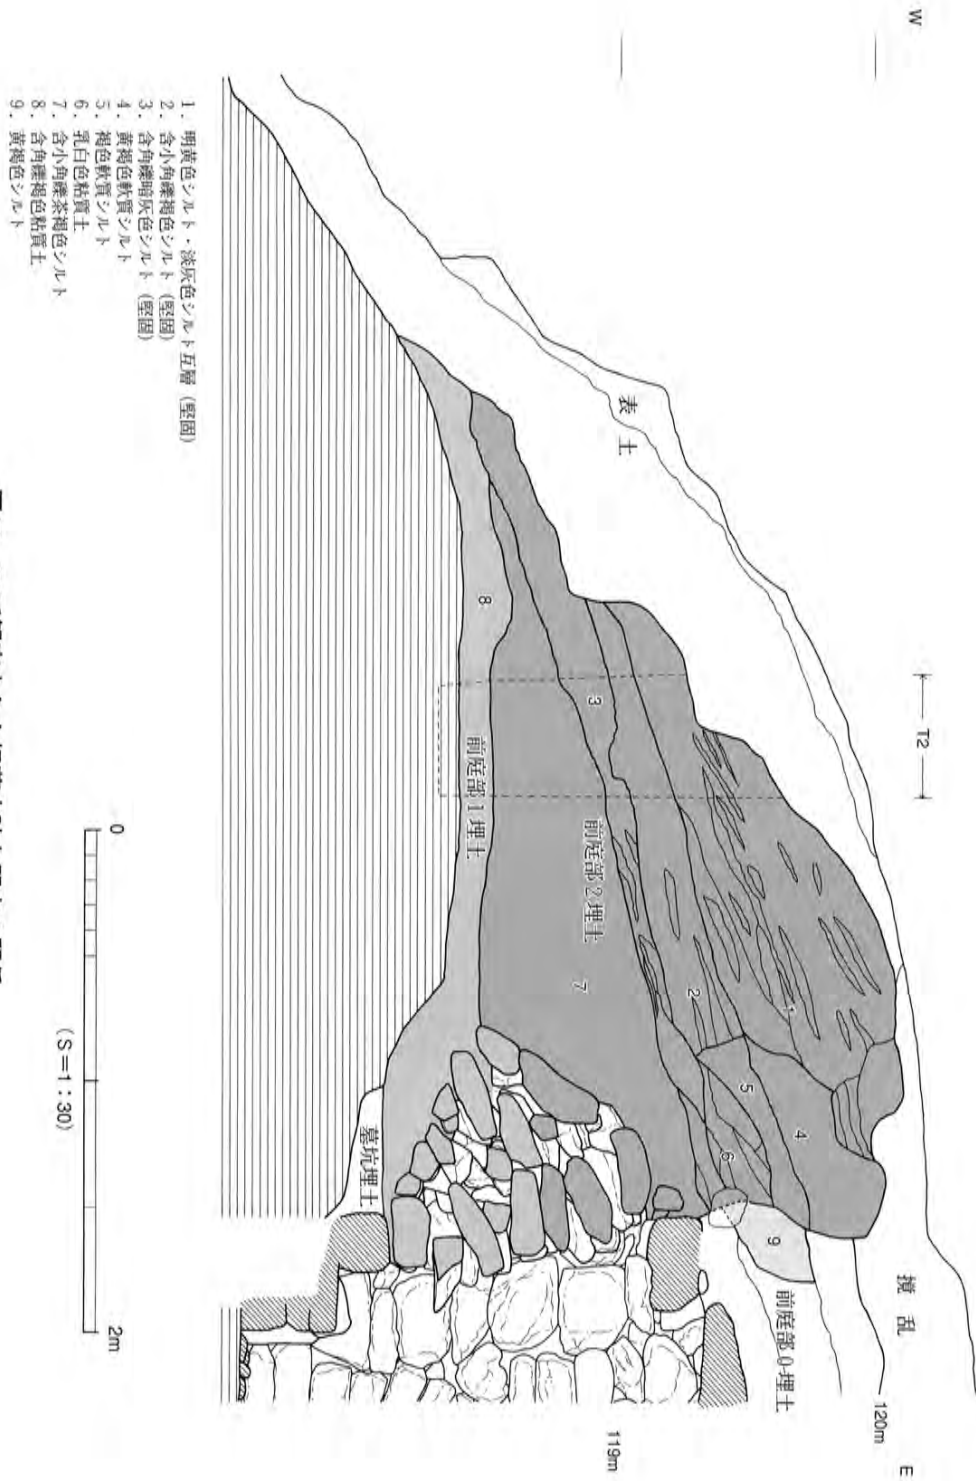 W
E
120m
119m
T2
表土
攪乱
前庭部0埋土
前庭部1埋土
前庭部2埋土
墓坑埋土
1
2
3
4
5
6
7
8
9
0
2m
(S=1:30)
1. 明黄色シルト・淡灰色シルト互層 (堅固)
2. 含小角礫褐色シルト (堅固)
3. 含角礫暗灰色シルト (堅固)
4. 黄褐色軟質シルト
5. 褐色軟質シルト
6. 乳白色粘質土
7. 含小角礫茶褐色シルト
8. 含角礫褐色粘質土
9. 黄褐色シルト